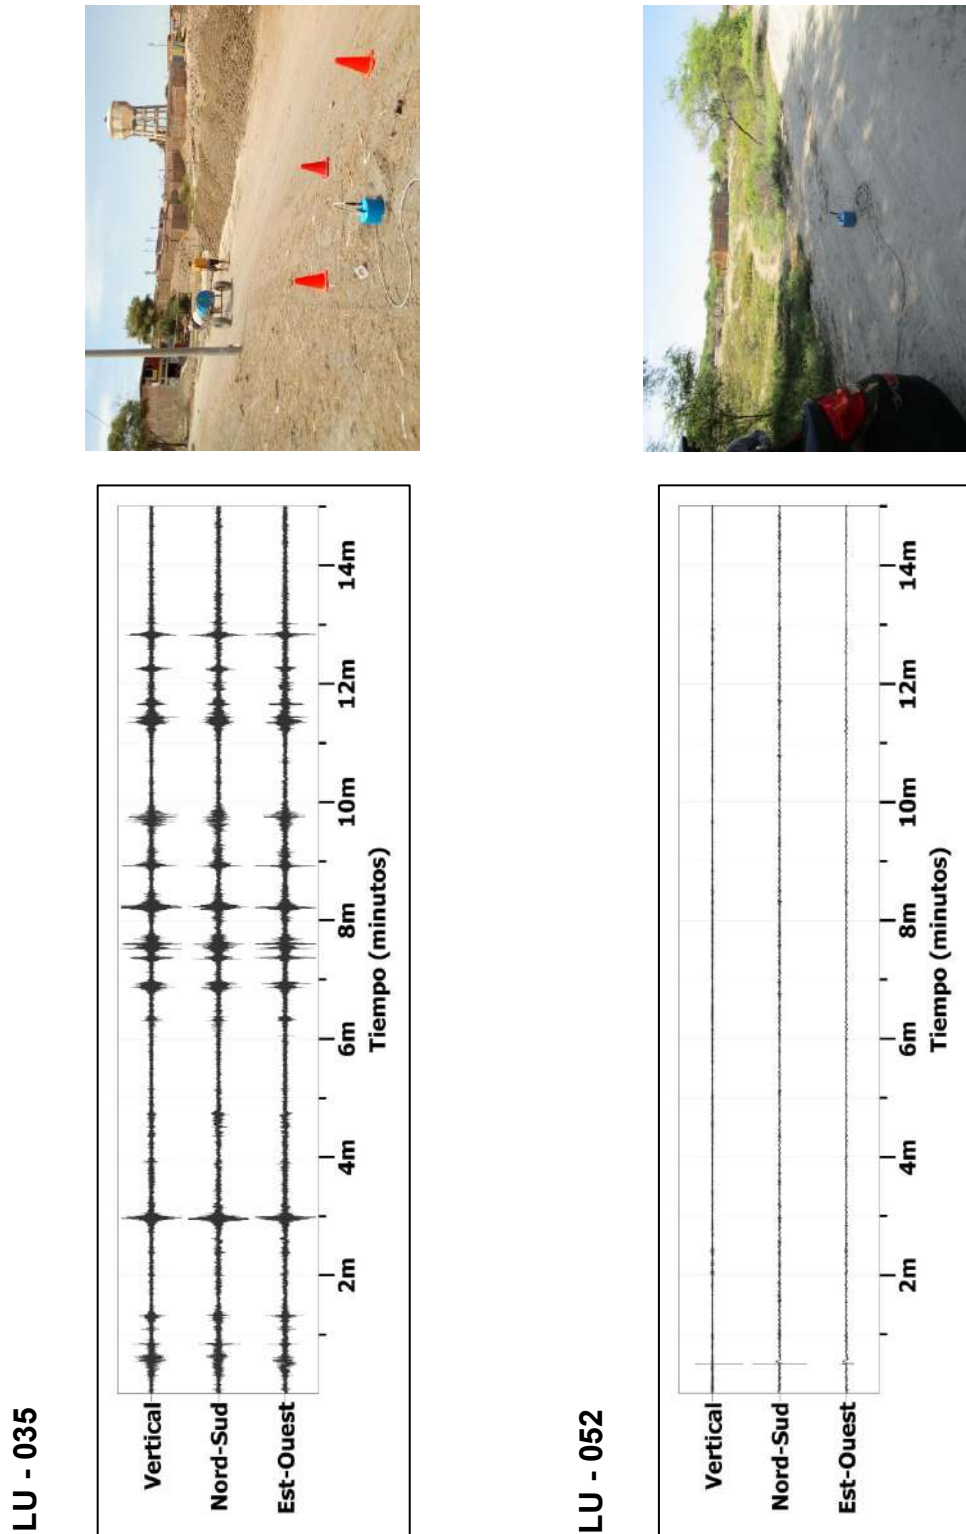 LU - 035
Vertical
Nord-Sud
Est-Ouest
2m
4m
6m
8m
10m
12m
14m
Tiempo (minutos)
LU - 052
Vertical
Nord-Sud
Est-Ouest
2m
4m
6m
8m
10m
12m
14m
Tiempo (minutos)